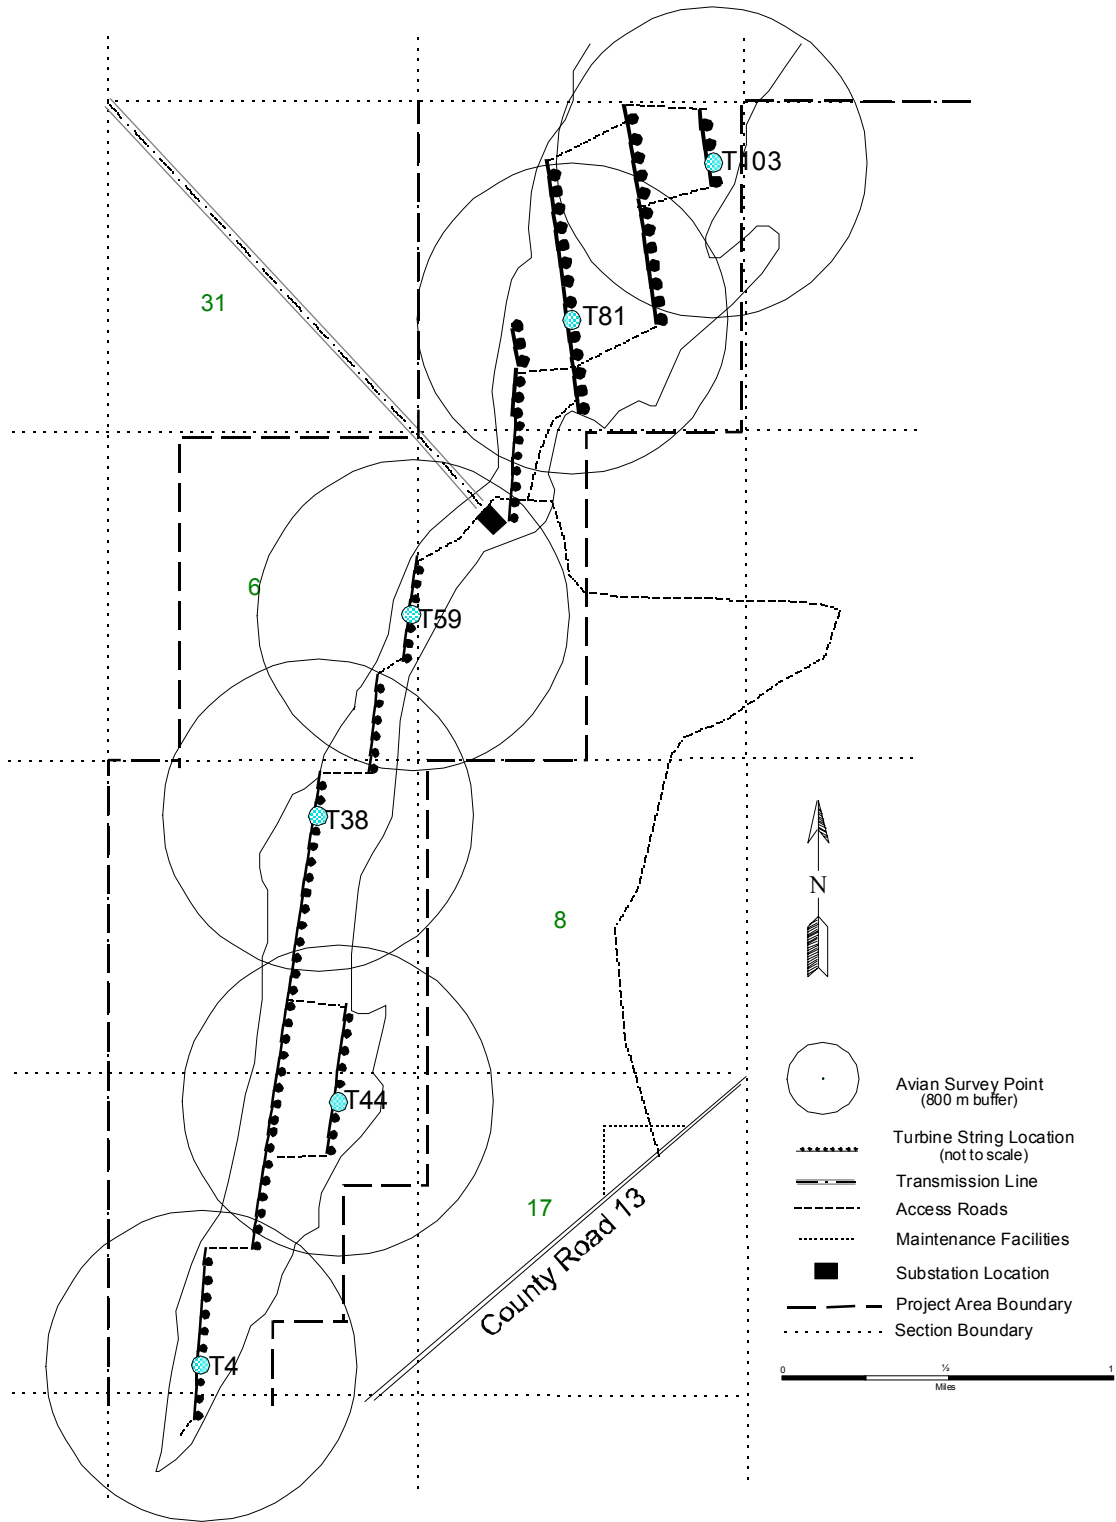 T103
31
T81
6
T59
T38
N
8
T44
17
County Road 13
T4
Avian Survey Point
(800 m buffer)
Turbine String Location
(not to scale)
Transmission Line
Access Roads
Maintenance Facilities
Substation Location
Project Area Boundary
Section Boundary
0 ½ 1
Miles